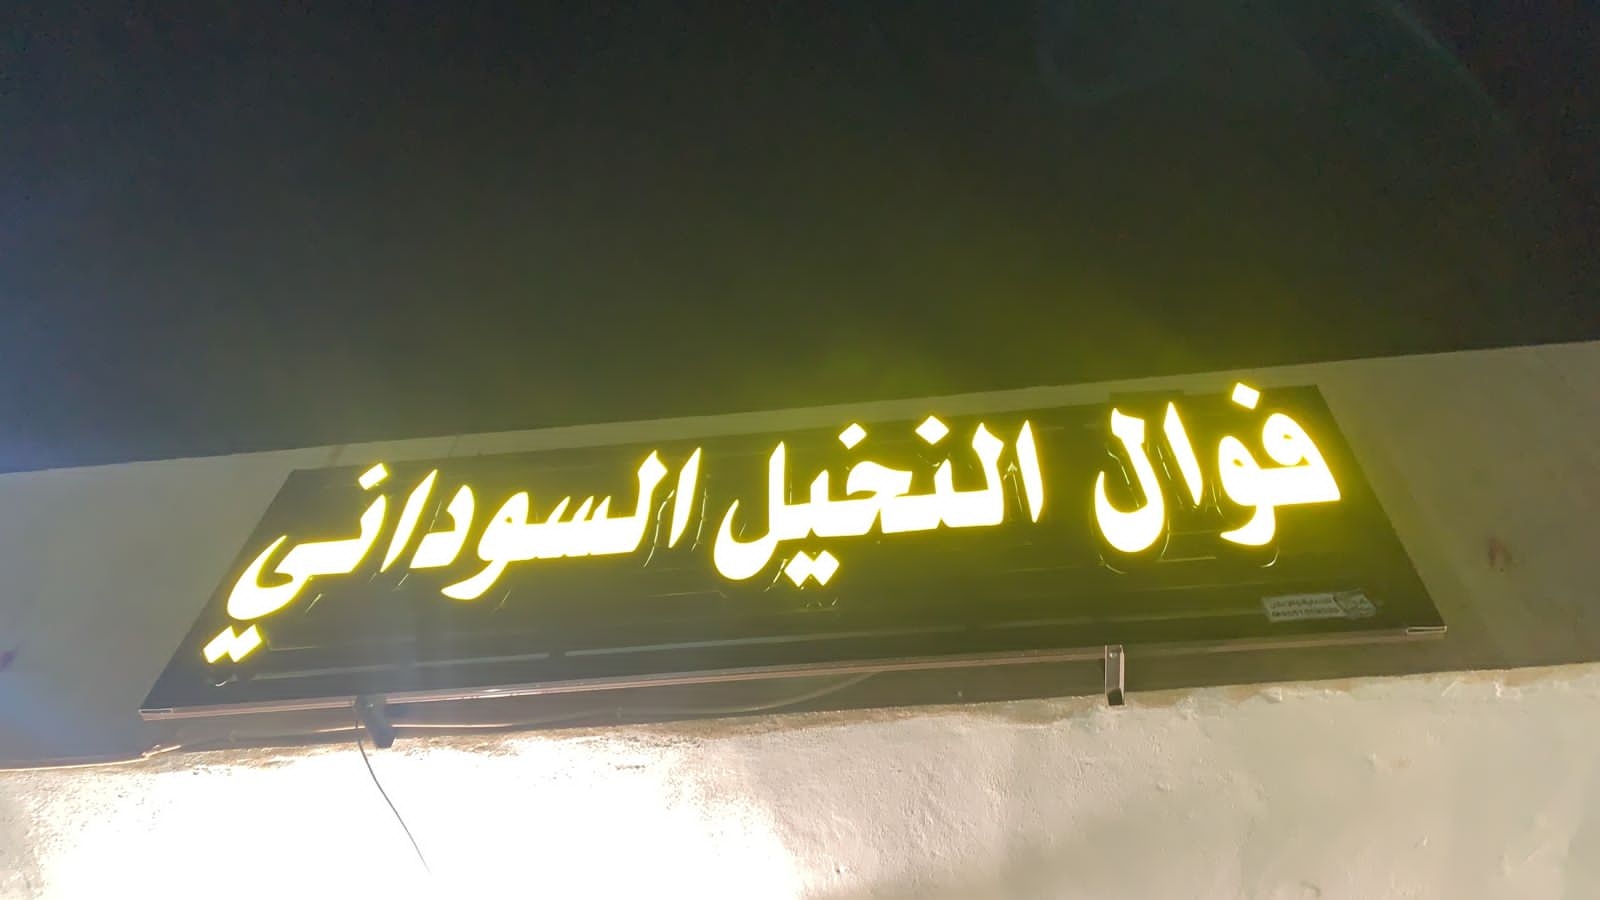 فوال النخيل السوداني